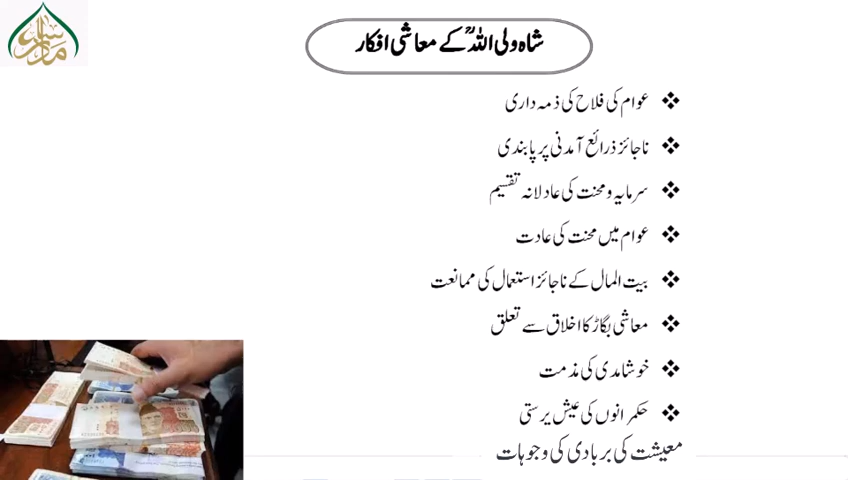 شاہ ولی اللہؒ کے معاشی افکار
❖ عوام کی فلاح کی ذمہ داری
❖ ناجائز ذرائع آمدنی پر پابندی
❖ سرمایہ و محنت کی عادلانہ تقسیم
❖ عوام میں محنت کی عادت
❖ بیت المال کے ناجائز استعمال کی ممانعت
❖ معاشی بگاڑ کا اخلاق سے تعلق
❖ خوشامدی کی مذمت
❖ حکمرانوں کی عیش پرستی
معیشت کی بربادی کی وجوہات